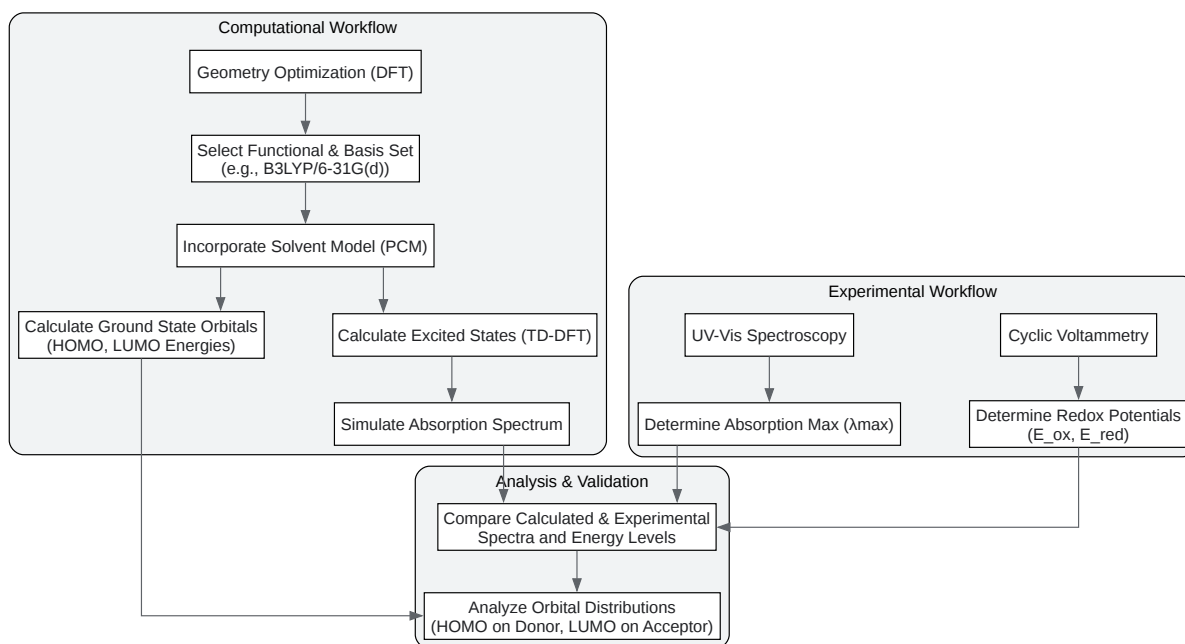 Computational Workflow
Geometry Optimization (DFT)
Select Functional & Basis Set
(e.g., B3LYP/6-31G(d))
Incorporate Solvent Model (PCM)
Calculate Ground State Orbitals
(HOMO, LUMO Energies)
Calculate Excited States (TD-DFT)
Simulate Absorption Spectrum
Experimental Workflow
UV-Vis Spectroscopy
Cyclic Voltammetry
Determine Absorption Max (λmax)
Determine Redox Potentials
(E_ox, E_red)
Analysis & Validation
Compare Calculated & Experimental
Spectra and Energy Levels
Analyze Orbital Distributions
(HOMO on Donor, LUMO on Acceptor)